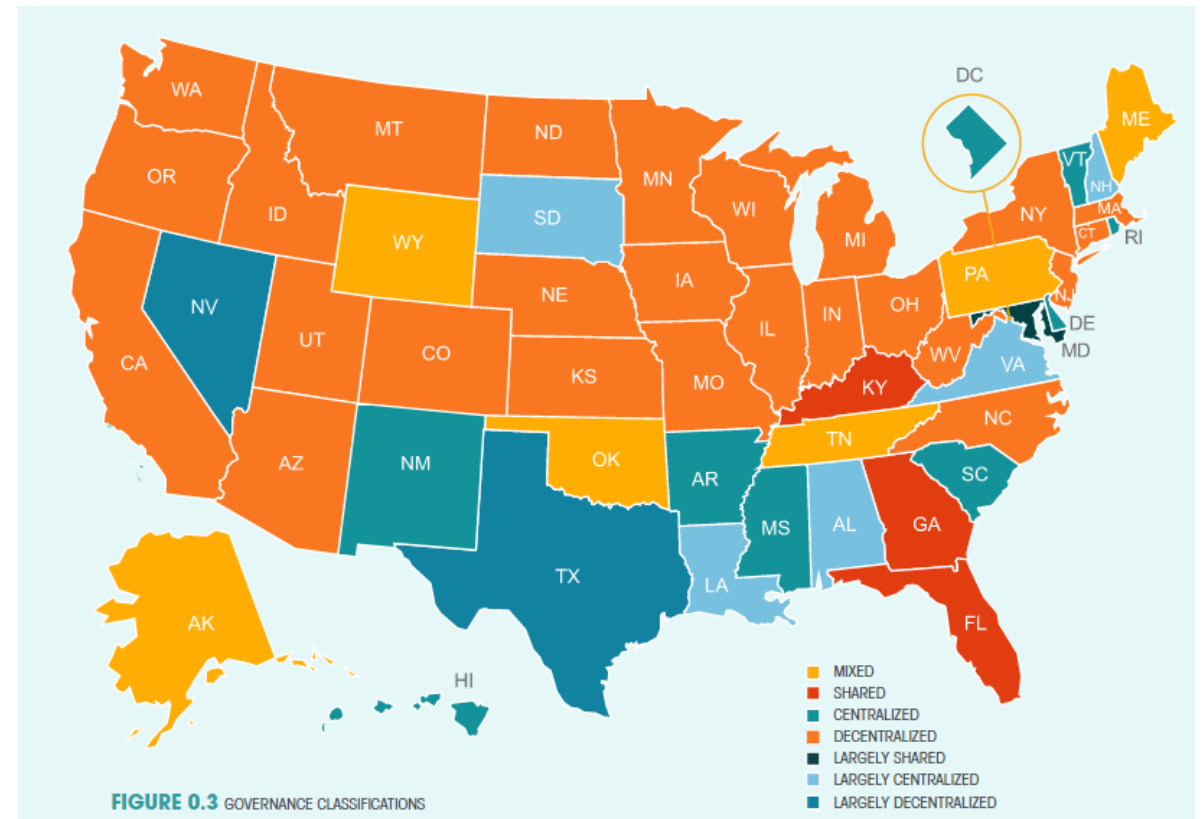 DC
WA
MT
ND
ME
OR
MN
VT
NH
ID
SD
WI
NY
MA
WY
MI
CT
RI
PA
IA
NE
NV
OH
NJ
IN
IL
UT
DE
CO
MD
CA
WV
VA
KS
MO
KY
NC
TN
AZ
NM
OK
AR
SC
MS
AL
GA
TX
LA
AK
FL
HI
MIXED
SHARED
CENTRALIZED
DECENTRALIZED
LARGELY SHARED
LARGELY CENTRALIZED
LARGELY DECENTRALIZED
FIGURE 0.3 GOVERNANCE CLASSIFICATIONS